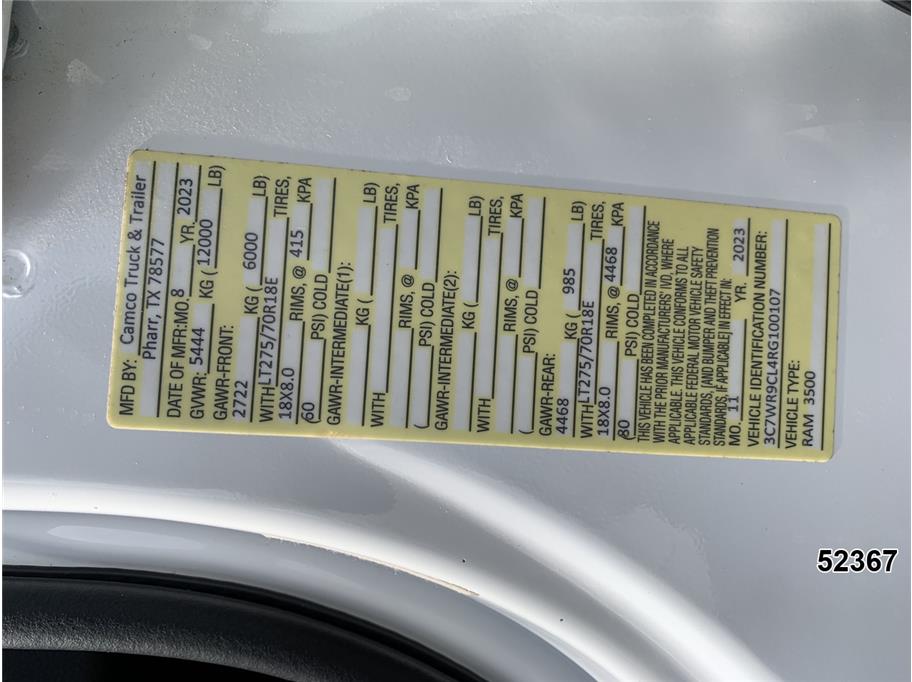 MFD BY: Camco Truck & Trailer
Pharr, TX 78577
DATE OF MFR:MO. 8 YR. 2023
GVWR: 5444 KG ( 12000 LB)
GAWR-FRONT:
2722 KG ( 6000 LB)
WITH LT275/70R18E TIRES,
18X8.0 RIMS, @ 415 KPA
(60 PSI) COLD
GAWR-INTERMEDIATE(1):
KG ( LB)
WITH TIRES,
RIMS, @ KPA
( PSI) COLD
GAWR-INTERMEDIATE(2):
KG ( LB)
WITH TIRES,
RIMS, @ KPA
( PSI) COLD
GAWR-REAR:
4468 KG ( 985 LB)
WITH LT275/70R18E TIRES,
18X8.0 RIMS, @ 4468 KPA
(80 PSI) COLD
THIS VEHICLE HAS BEEN COMPLETED IN ACCORDANCE
WITH THE PRIOR MANUFACTURERS' IVD, WHERE
APPLICABLE. THIS VEHICLE CONFORMS TO ALL
APPLICABLE FEDERAL MOTOR VEHICLE SAFETY
STANDARDS, [AND BUMPER AND THEFT PREVENTION
STANDARDS, IF APPLICABLE] IN EFFECT IN:
MO. 11 YR. 2023
VEHICLE IDENTIFICATION NUMBER:
3C7WR9CL4RG100107
VEHICLE TYPE:
RAM 3500
52367